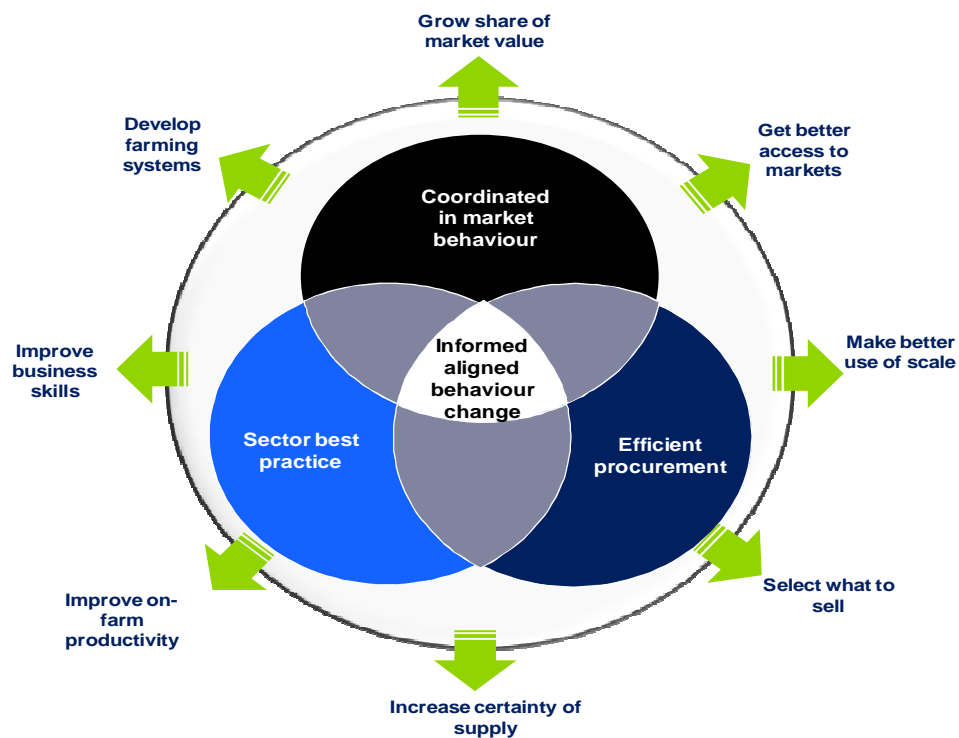 Grow share of
market value
Develop
farming
systems
Get better
access to
markets
Coordinated
in market
behaviour
Improve
business
skills
Informed
aligned
behaviour
change
Make better
use of scale
Sector best
practice
Efficient
procurement
Improve on-
farm
productivity
Select what to
sell
Increase certainty of
supply